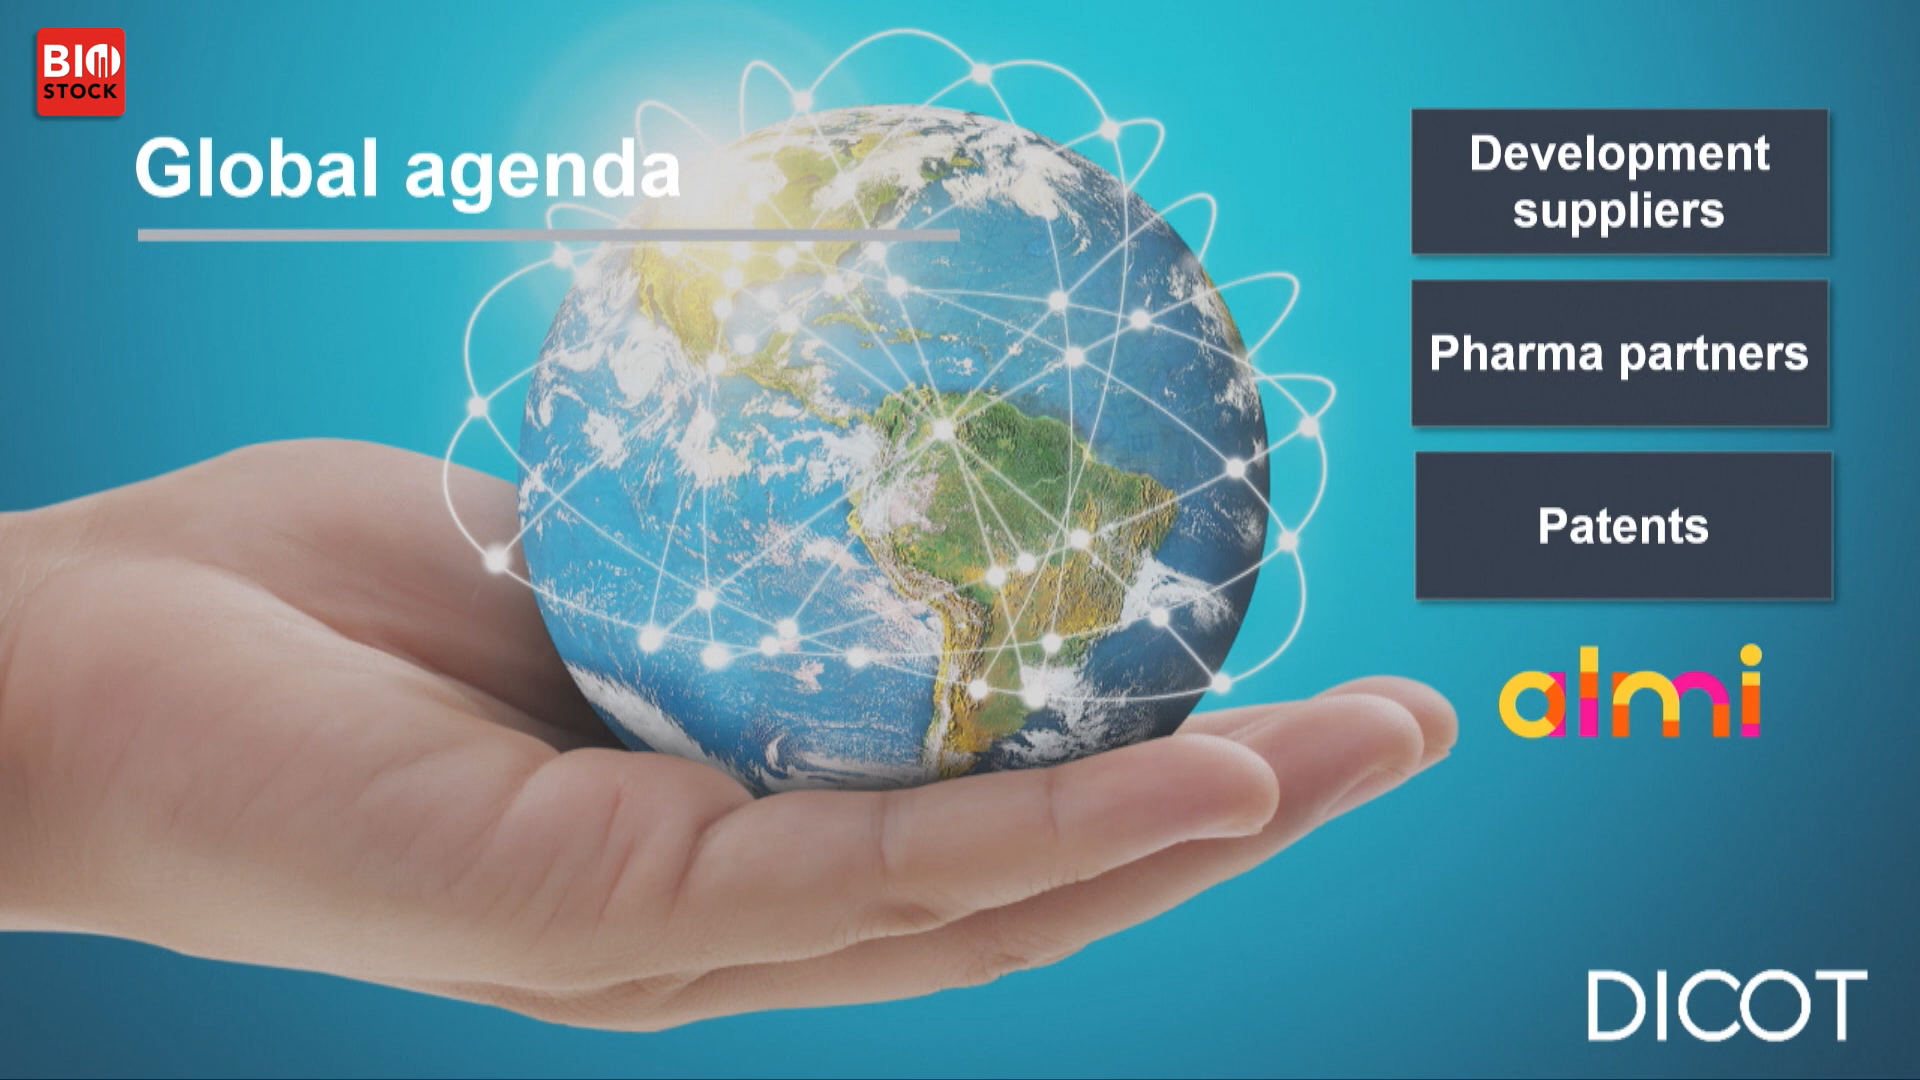 BIO
STOCK
Global agenda
Development
suppliers
Pharma partners
Patents
almi
DICOT